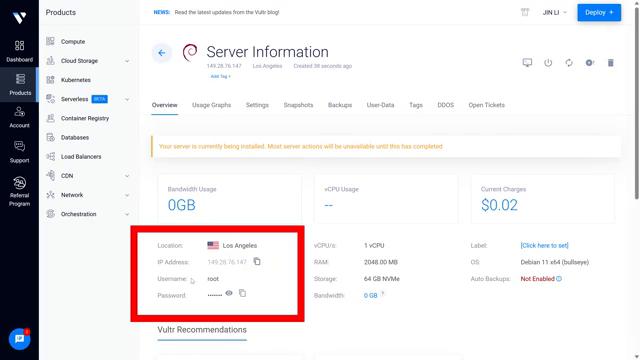 Products
NEWS: Read the latest updates from the Vultr blog!
JIN LI
Deploy +
Dashboard
Products
Account
Support
Referral
Program
Compute
Cloud Storage
Kubernetes
Serverless BETA
Container Registry
Databases
Load Balancers
CDN
Network
Orchestration
Server Information
149.28.76.147 Los Angeles Created 38 seconds ago
Add Tag +
Overview Usage Graphs Settings Snapshots Backups User-Data Tags DDOS Open Tickets
Your server is currently being installed. Most server actions will be unavailable until this has completed
Bandwidth Usage
0GB
vCPU Usage
--
Current Charges
$0.02
Location: Los Angeles
IP Address: 149.28.76.147
Username: root
Password: •••••••
vCPU/s: 1 vCPU
RAM: 2048.00 MB
Storage: 64 GB NVMe
Bandwidth: 0 GB ?
Label: [Click here to set]
OS: Debian 11 x64 (bullseye)
Auto Backups: Not Enabled
Vultr Recommendations